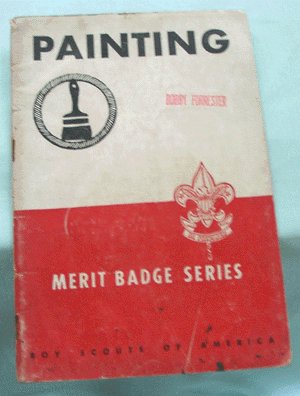 PAINTING
BOBBY FORRESTER
MERIT BADGE SERIES
BOY SCOUTS OF AMERICA